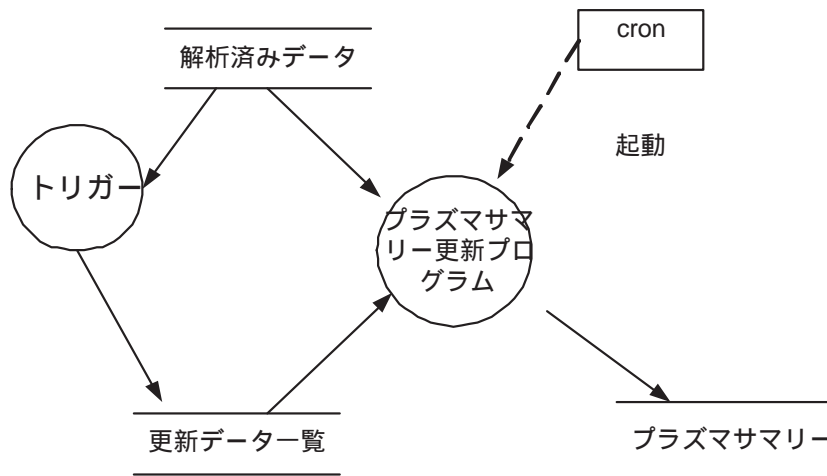 cron
解析済みデータ
起動
トリガー
プラズマサマ
リー更新プロ
グラム
更新データ一覧
プラズマサマリー